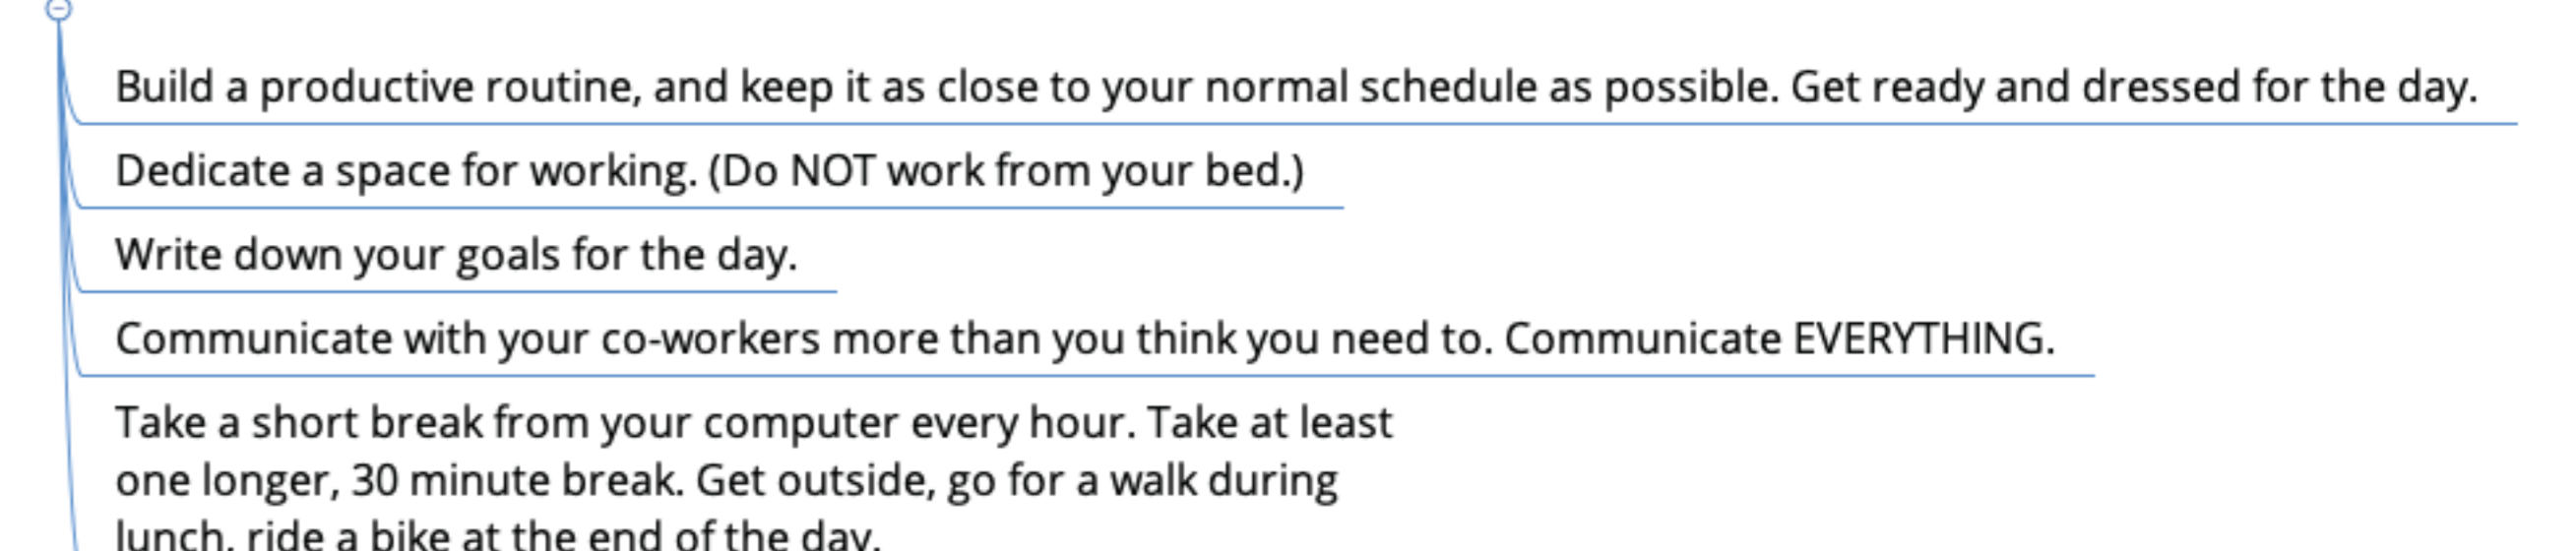 Build a productive routine, and keep it as close to your normal schedule as possible. Get ready and dressed for the day.
Dedicate a space for working. (Do NOT work from your bed.)
Write down your goals for the day.
Communicate with your co-workers more than you think you need to. Communicate EVERYTHING.
Take a short break from your computer every hour. Take at least
one longer, 30 minute break. Get outside, go for a walk during
lunch, ride a bike at the end of the day.